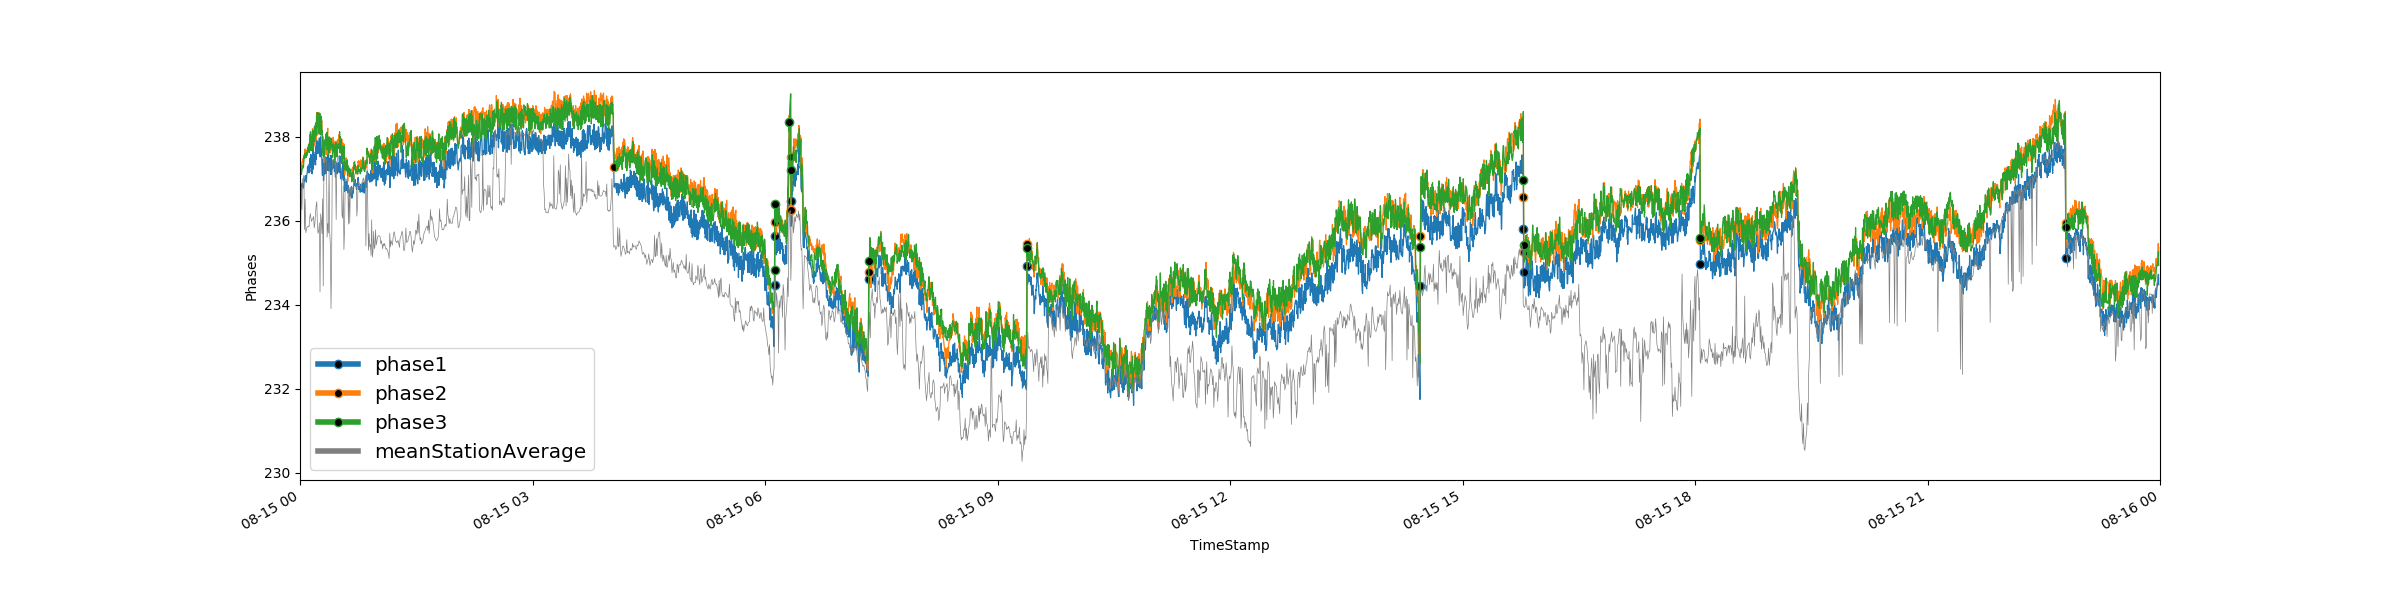 238
236
234
232
230
Phases
phase1
phase2
phase3
meanStationAverage
08-15 00
08-15 03
08-15 06
08-15 09
08-15 12
08-15 15
08-15 18
08-15 21
08-16 00
TimeStamp